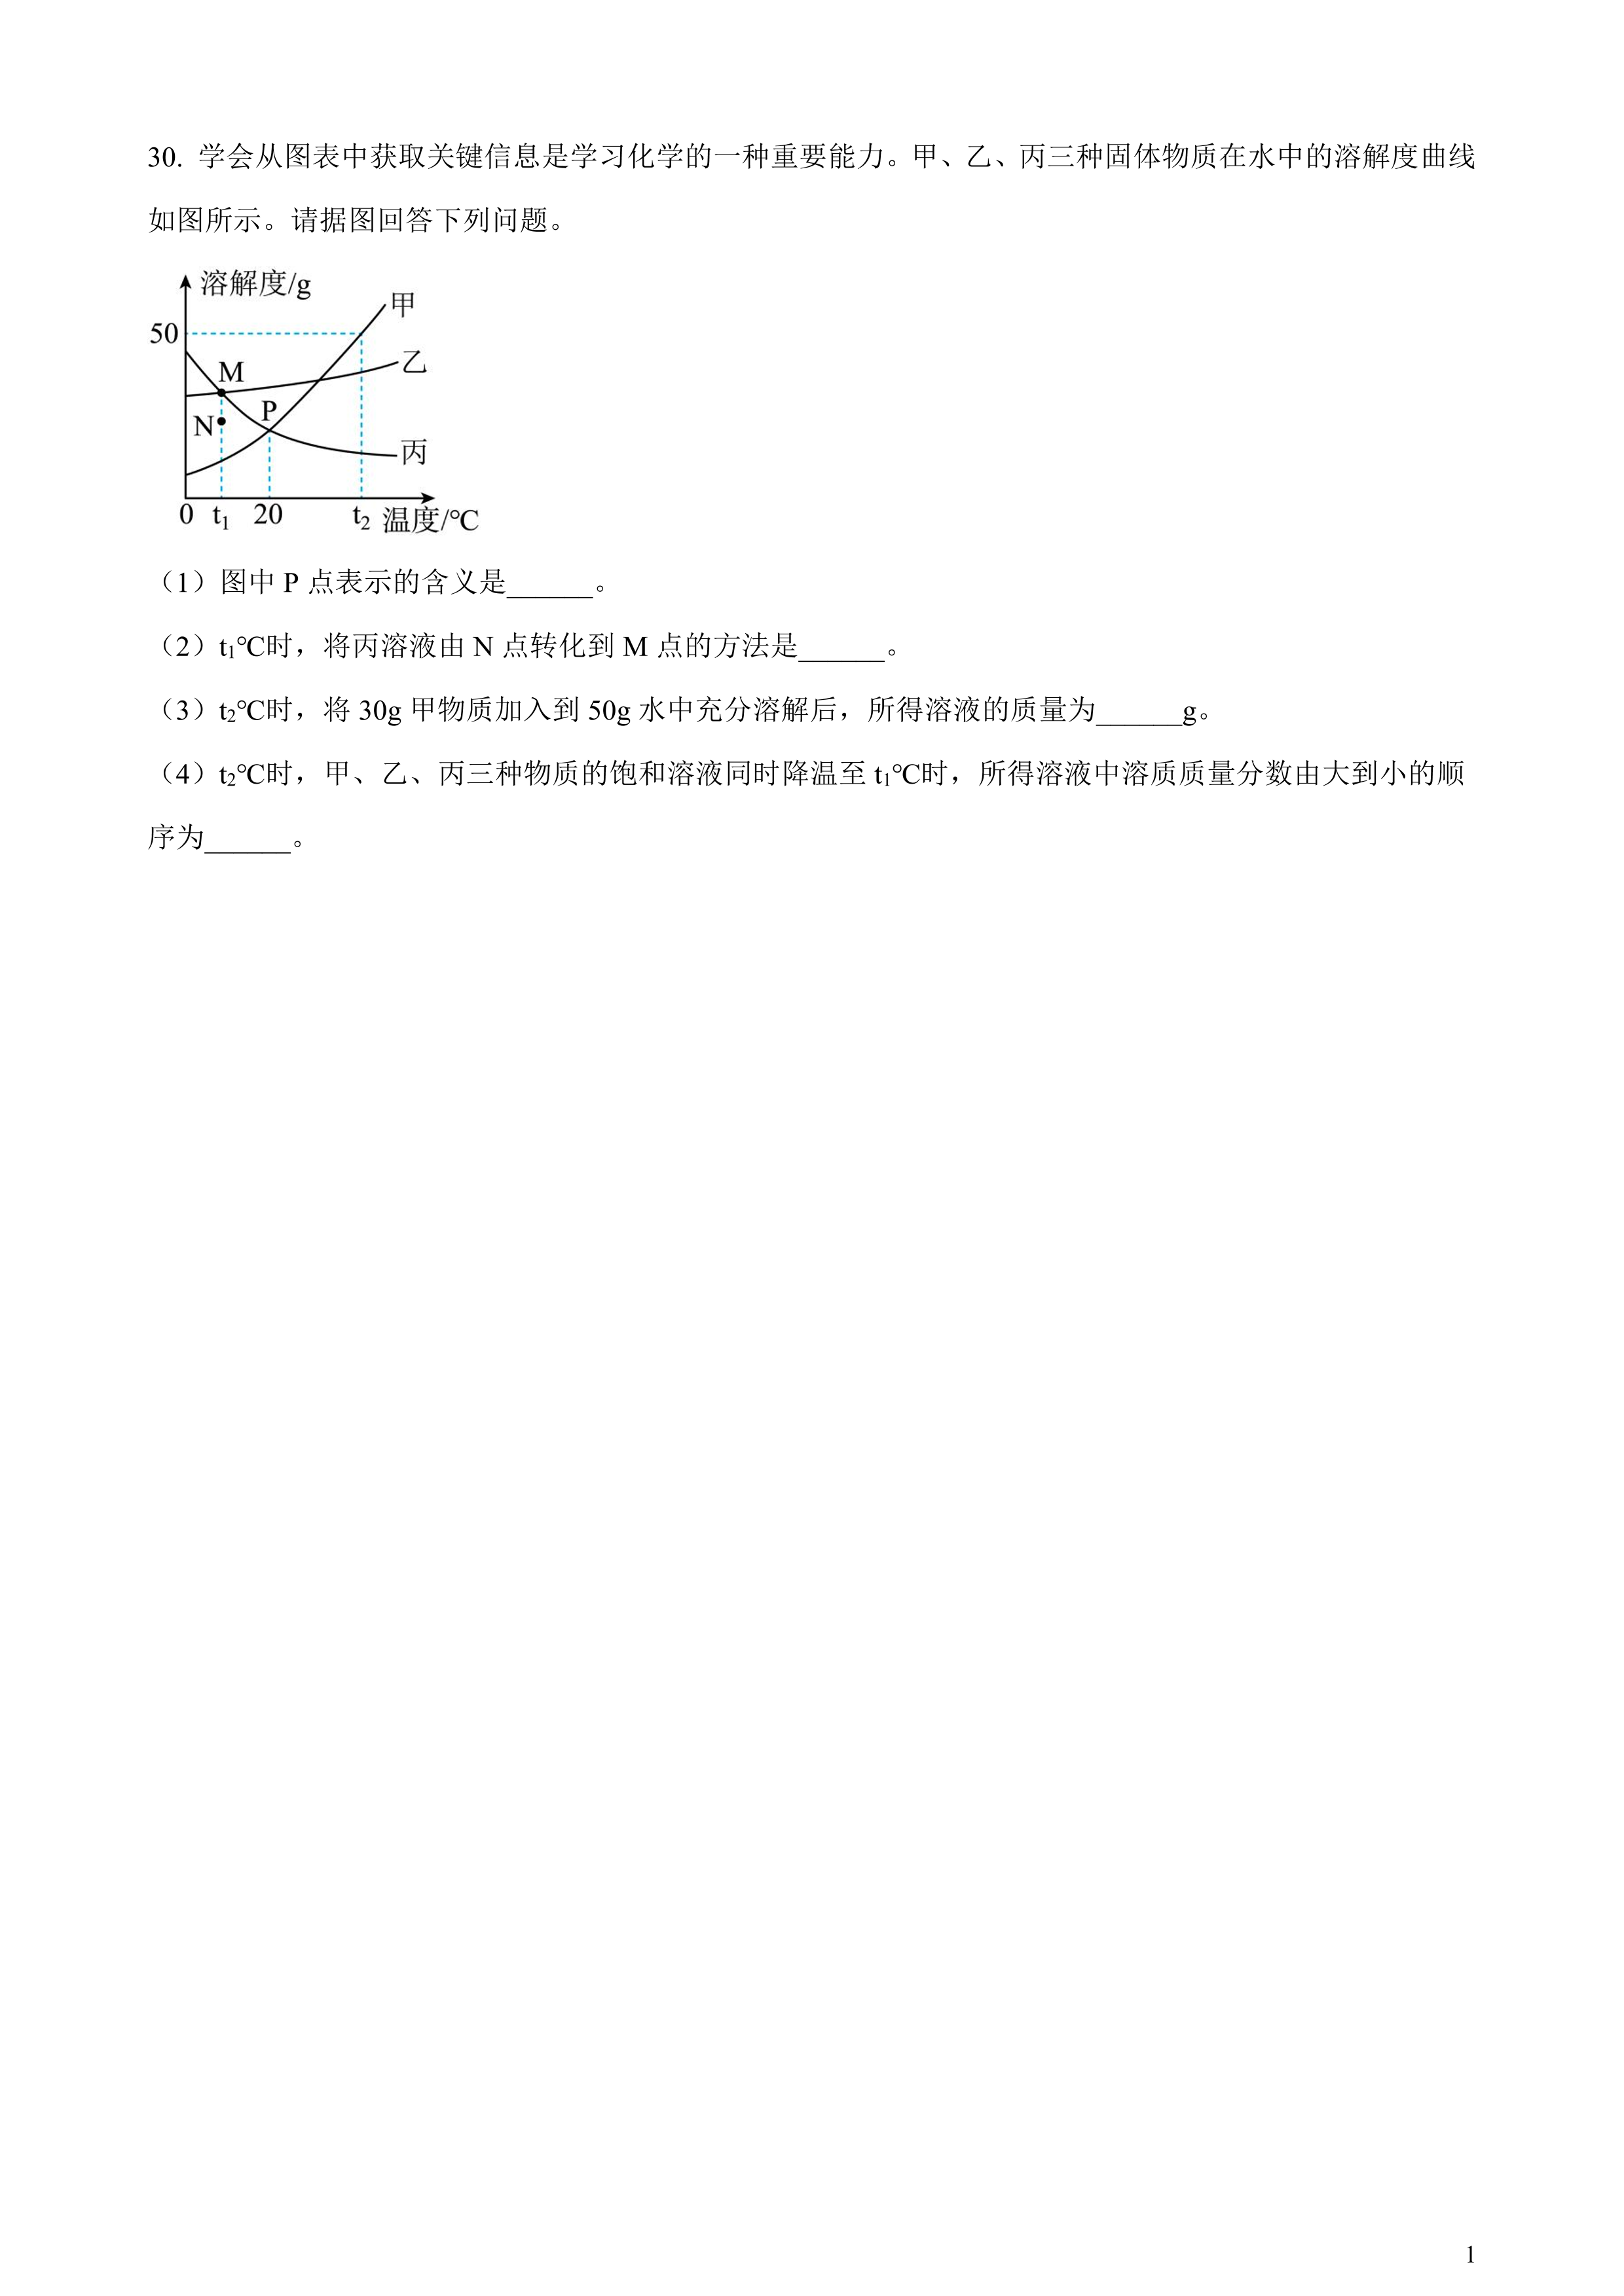 30. 学会从图表中获取关键信息是学习化学的一种重要能力。甲、乙、丙三种固体物质在水中的溶解度曲线
如图所示。请据图回答下列问题。
溶解度/g
甲
50
乙
M
P
N
丙
0 t₁ 20 t₂ 温度/℃
（1）图中 P 点表示的含义是______。
（2）t₁℃时，将丙溶液由 N 点转化到 M 点的方法是______。
（3）t₂℃时，将 30g 甲物质加入到 50g 水中充分溶解后，所得溶液的质量为______g。
（4）t₂℃时，甲、乙、丙三种物质的饱和溶液同时降温至 t₁℃时，所得溶液中溶质质量分数由大到小的顺
序为______。
1